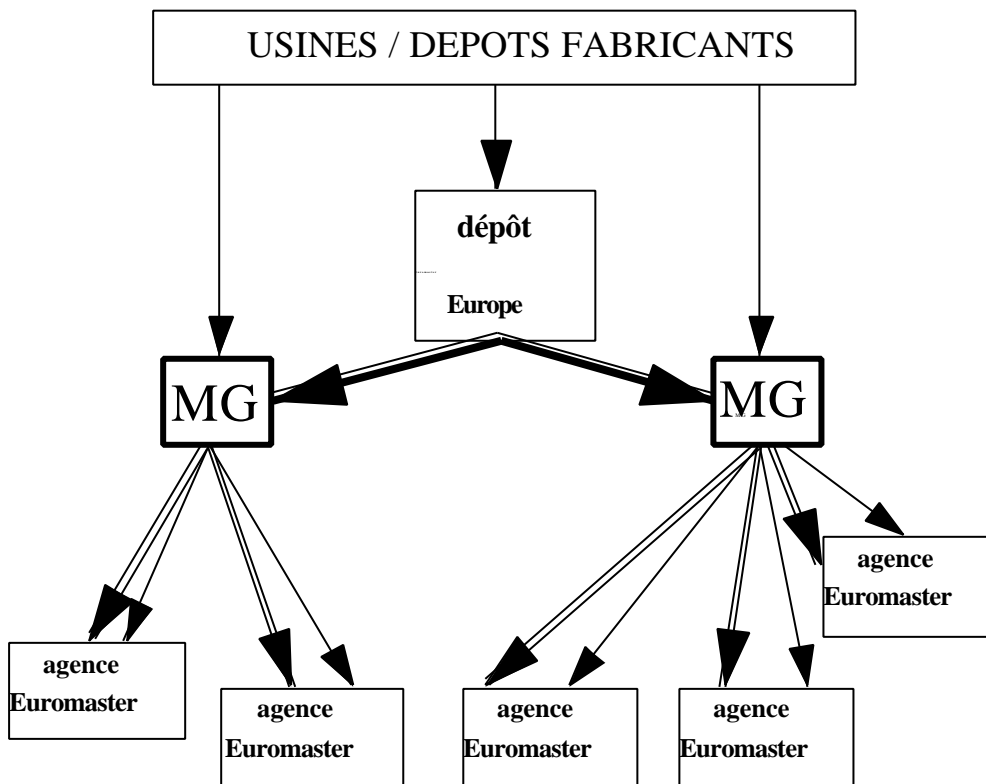 USINES / DEPOTS FABRICANTS
dépôt
Europe
MG
MG
agence
Euromaster
agence
Euromaster
agence
Euromaster
agence
Euromaster
agence
Euromaster